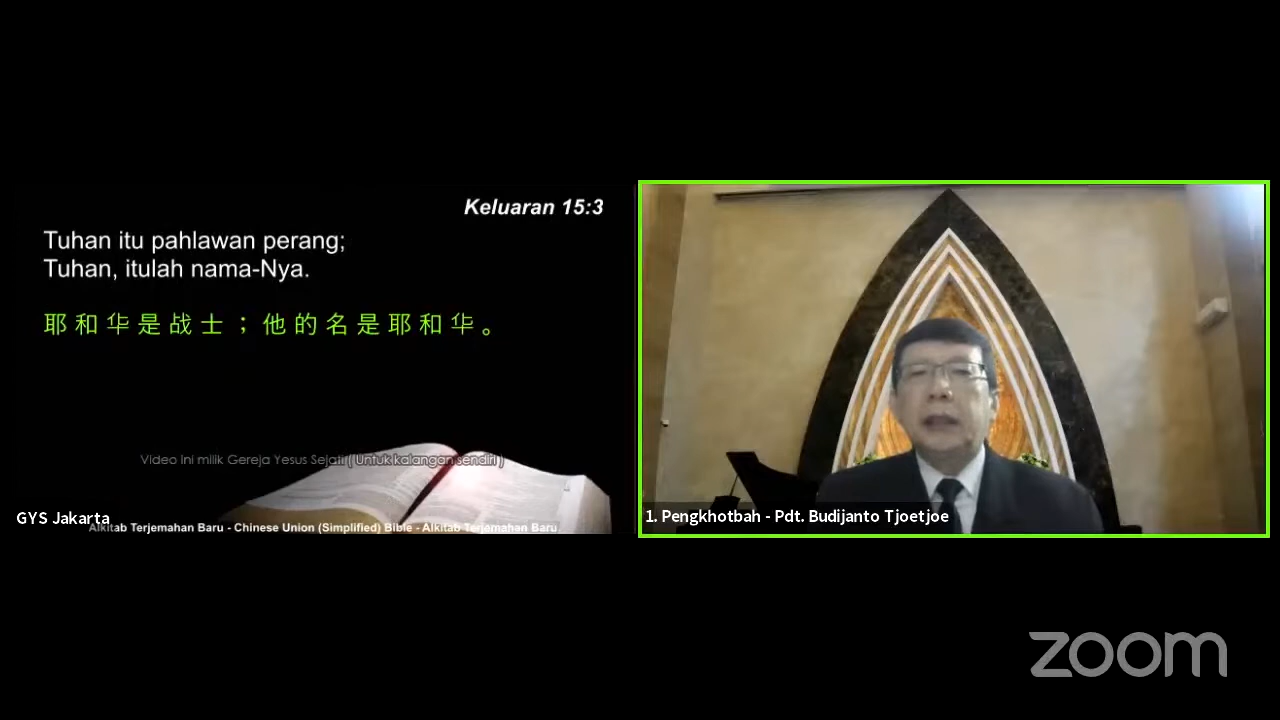 Keluaran 15:3
Tuhan itu pahlawan perang;
Tuhan, itulah nama-Nya.
耶和华是战士；他的名是耶和华。
Video Ini milik Gereja Yesus Sejati( Untuk kalangan sendiri )
GYS Jakarta
Alkitab Terjemahan Baru - Chinese Union (Simplified) Bible - Alkitab Terjemahan Baru
1. Pengkhotbah - Pdt. Budijanto Tjoetjoe
zoom